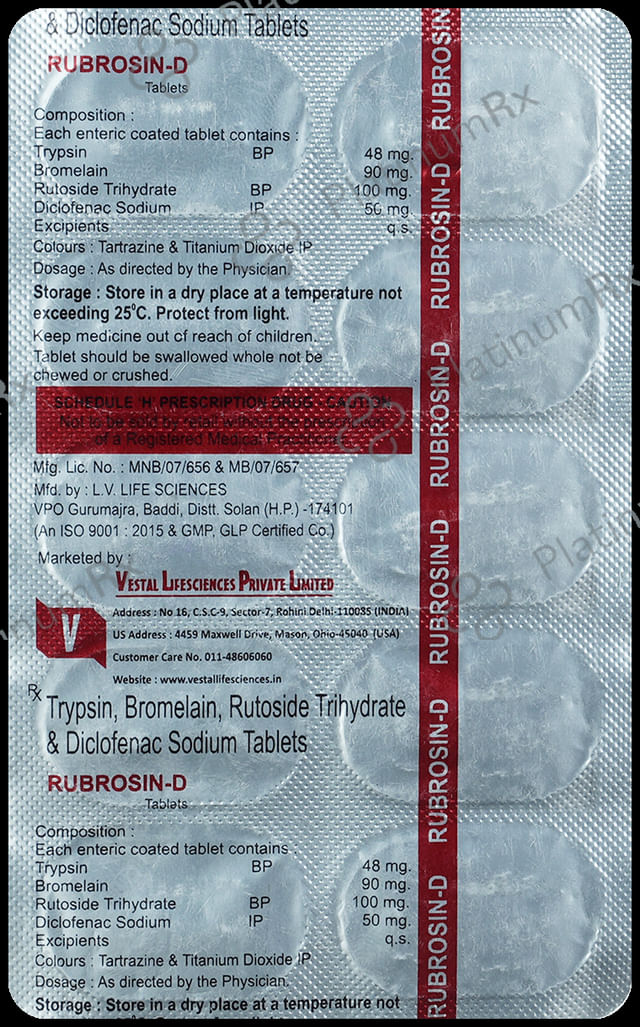 & Diclofenac Sodium Tablets
RUBROSIN-D
Tablets
Composition :
Each enteric coated tablet contains :
Trypsin BP 48 mg.
Bromelain 90 mg.
Rutoside Trihydrate BP 100 mg.
Diclofenac Sodium IP 50 mg.
Excipients q.s.
Colours : Tartrazine & Titanium Dioxide IP
Dosage : As directed by the Physician.
Storage : Store in a dry place at a temperature not
exceeding 25⁰C. Protect from light.
Keep medicine out of reach of children.
Tablet should be swallowed whole not be
chewed or crushed.
SCHEDULE 'H' PRESCRIPTION DRUG - CAUTION
Not to be sold by retail without the prescription
of a Registered Medical Practitioner
Mfg. Lic. No. : MNB/07/656 & MB/07/657
Mfd. by : L.V. LIFE SCIENCES
VPO Gurumajra, Baddi, Distt. Solan (H.P.) -174101
(An ISO 9001 : 2015 & GMP, GLP Certified Co.)
Marketed by :
VESTAL LIFESCIENCES PRIVATE LIMITED
V
Address : No 16, C.S.C-9, Sector-7, Rohini Delhi-110085 (INDIA)
US Address : 4459 Maxwell Drive, Mason, Ohio-45040 (USA)
Customer Care No. 011-48606060
Website : www.vestallifesciences.in
Rx Trypsin, Bromelain, Rutoside Trihydrate
& Diclofenac Sodium Tablets
RUBROSIN-D
Tablets
Composition :
Each enteric coated tablet contains :
Trypsin BP 48 mg.
Bromelain 90 mg.
Rutoside Trihydrate BP 100 mg.
Diclofenac Sodium IP 50 mg.
Excipients q.s.
Colours : Tartrazine & Titanium Dioxide IP
Dosage : As directed by the Physician.
Storage : Store in a dry place at a temperature not
RUBROSIN
RUBROSIN-D
RUBROSIN-D
RUBROSIN-D
RUBROSIN-D
RUBROSIN-D
PlatinumRx
PlatinumRx
PlatinumRx